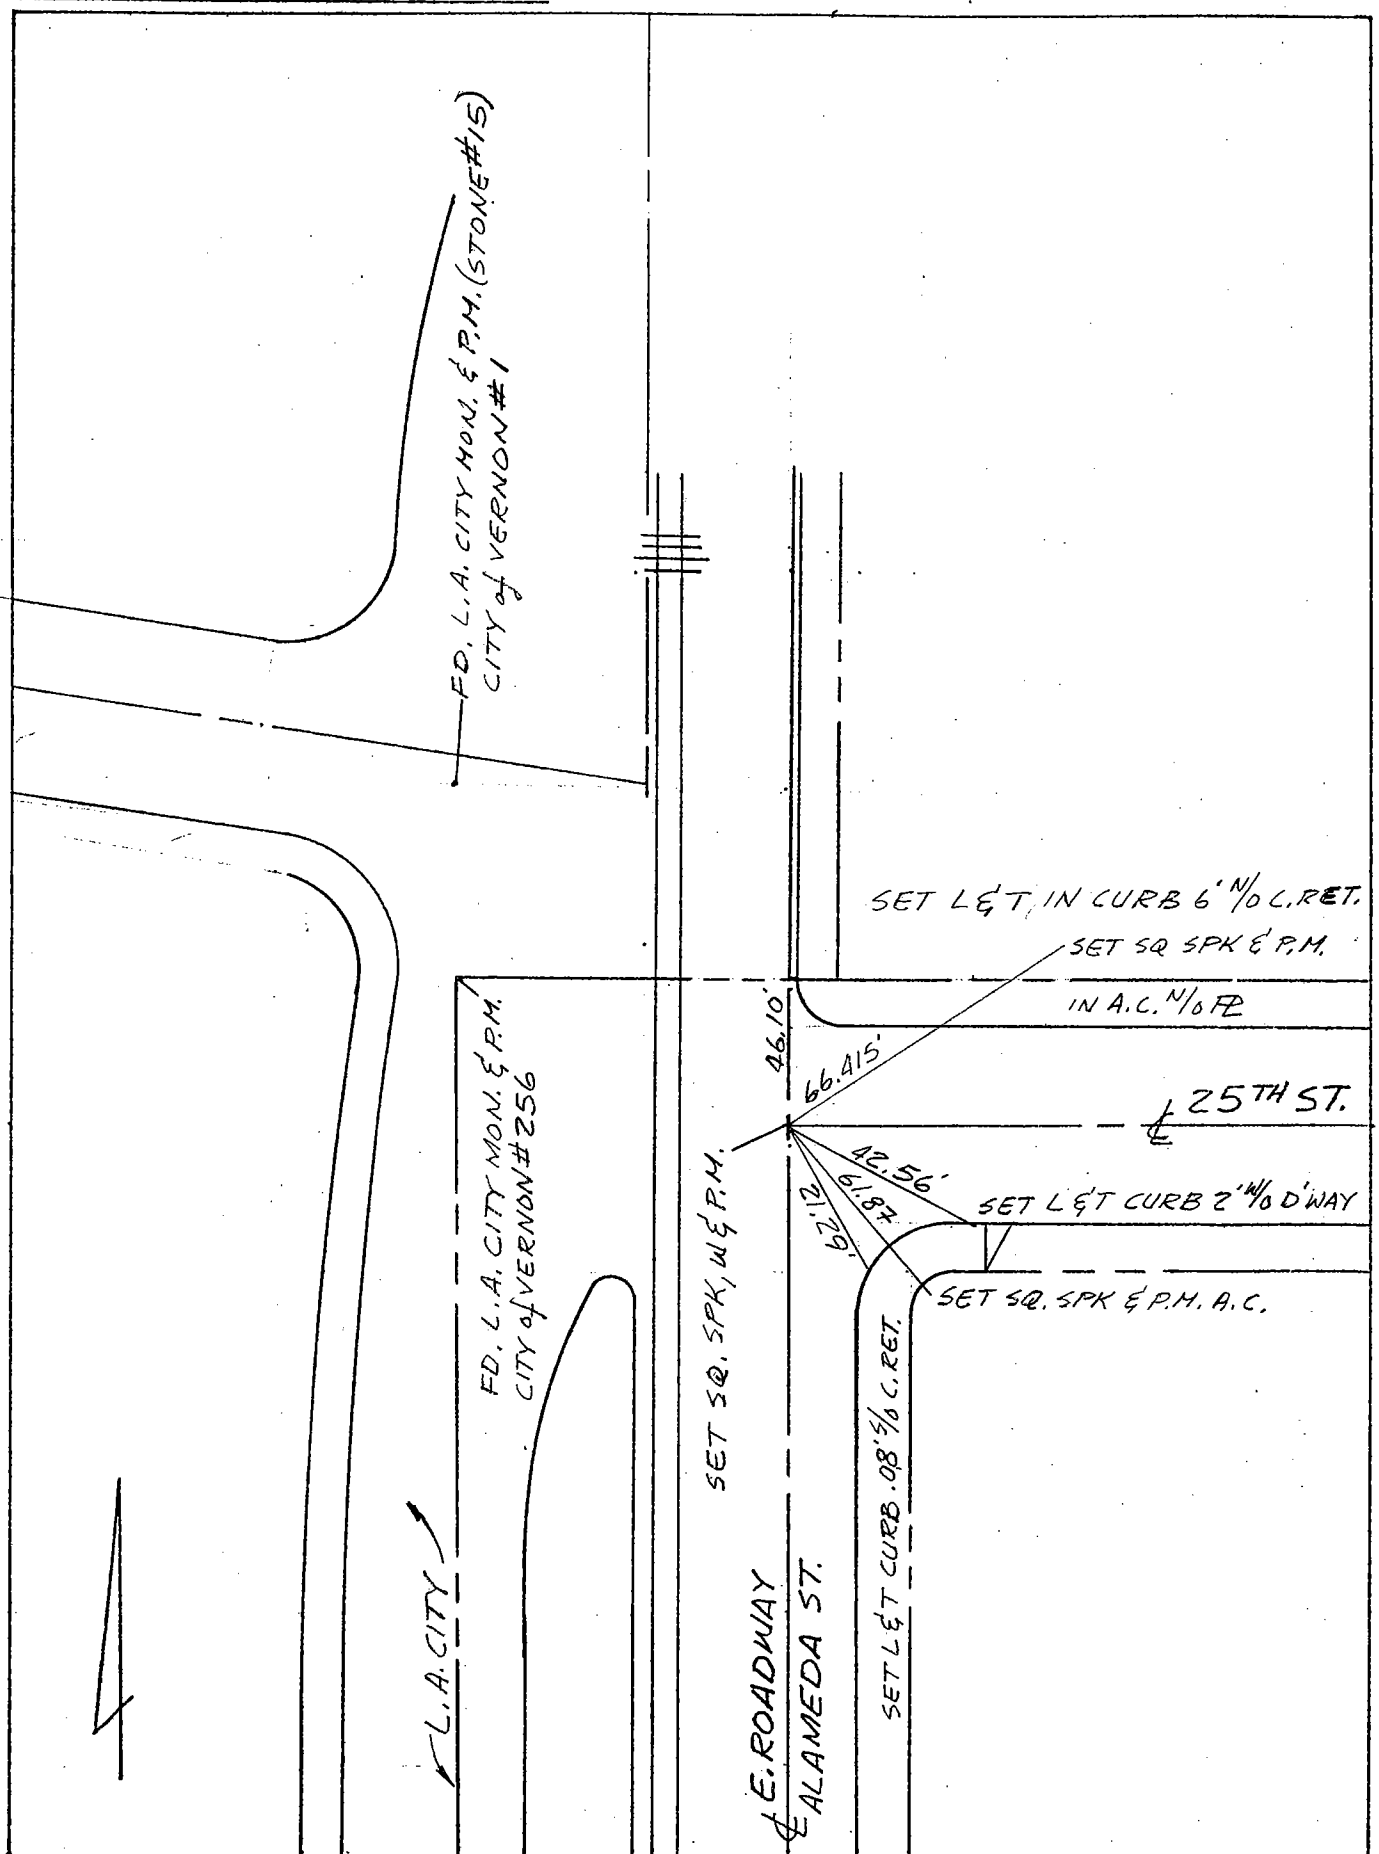 FD. L.A. CITY MON. & P.M. (STONE #15)
CITY of VERNON #1
SET L&T, IN CURB 6' N/O C.RET.
SET SQ SPK & P.M.
IN A.C. N/O PL
46.10'
66.415'
℄ 25TH ST.
FD. L.A. CITY MON. & P.M.
CITY of VERNON #256
SET SQ. SPK, W & P.M.
42.56'
61.87
62.12'
SET L&T CURB 2' W/O D'WAY
SET SQ. SPK & P.M. A.C.
SET L&T CURB .08' S/O C.RET.
L.A. CITY
℄ E. ROADWAY
℄ ALAMEDA ST.